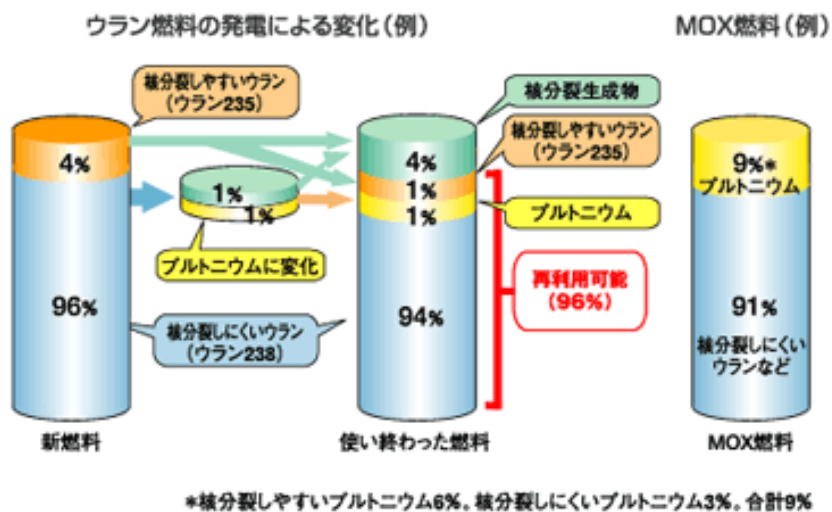 ウラン燃料の発電による変化(例)
MOX燃料(例)
核分裂しやすいウラン
(ウラン235)
核分裂生成物
核分裂しやすいウラン
(ウラン235)
4%
1%
1%
4%
1%
1%
9%*
プルトニウム
プルトニウム
プルトニウムに変化
再利用可能
(96%)
96%
94%
91%
核分裂しにくいウラン
(ウラン238)
核分裂しにくい
ウランなど
新燃料
使い終わった燃料
MOX燃料
*核分裂しやすいプルトニウム6%。核分裂しにくいプルトニウム3%。合計9%